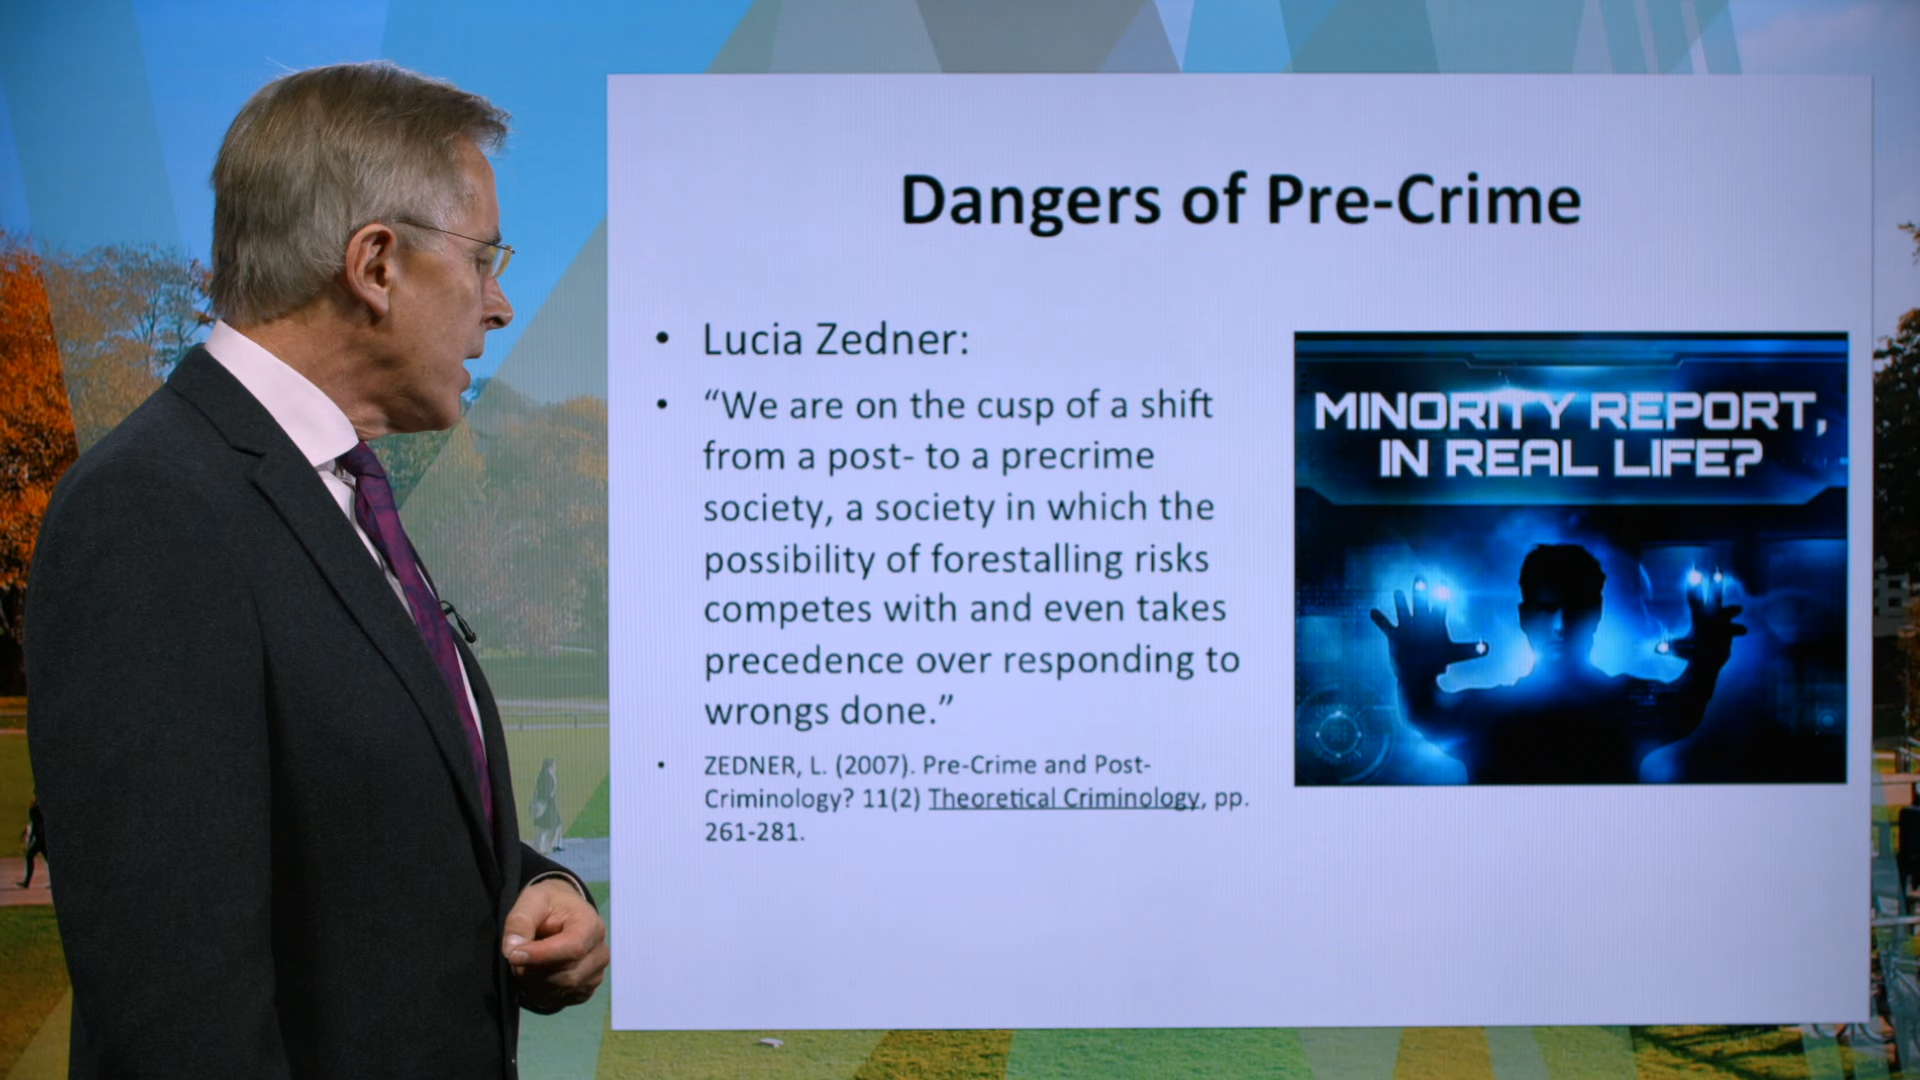 Dangers of Pre-Crime
• Lucia Zedner:
• “We are on the cusp of a shift
from a post- to a precrime
society, a society in which the
possibility of forestalling risks
competes with and even takes
precedence over responding to
wrongs done.”
• ZEDNER, L. (2007). Pre-Crime and Post-
Criminology? 11(2) Theoretical Criminology, pp.
261-281.
MINORITY REPORT,
IN REAL LIFE?